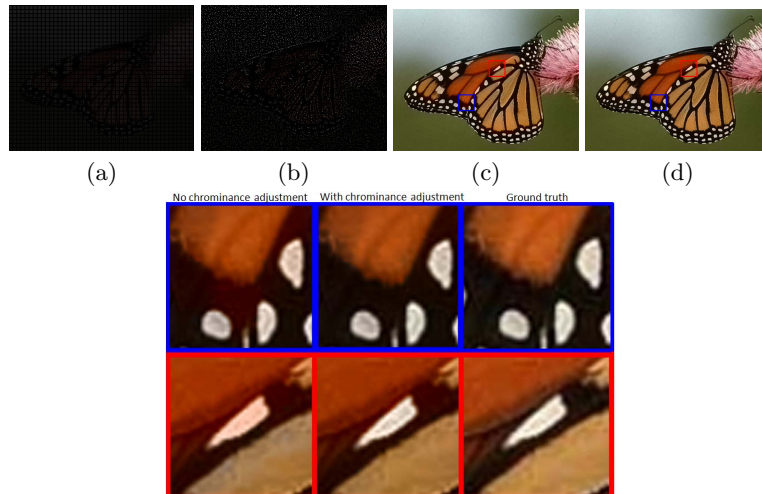 (a) (b) (c) (d)
No chrominance adjustment With chrominance adjustment Ground truth